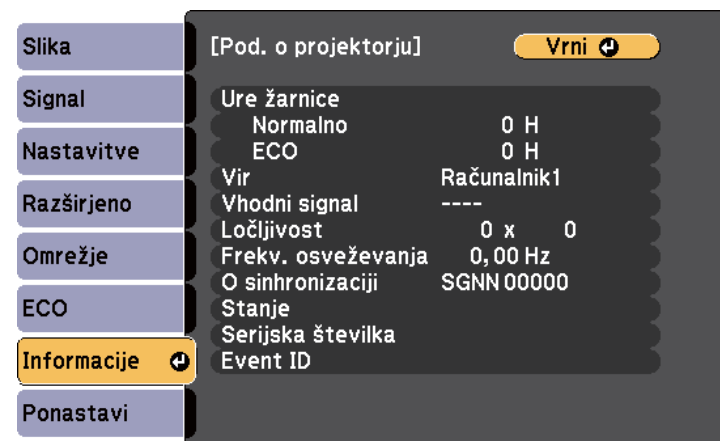 Slika
Signal
Nastavitve
Razširjeno
Omrežje
ECO
Informacije
Ponastavi
[Pod. o projektorju]
Vrni
Ure žarnice
Normalno 0 H
ECO 0 H
Vir Računalnik1
Vhodni signal ----
Ločljivost 0 x 0
Frekv. osveževanja 0,00 Hz
O sinhronizaciji SGNN 00000
Stanje
Serijska številka
Event ID